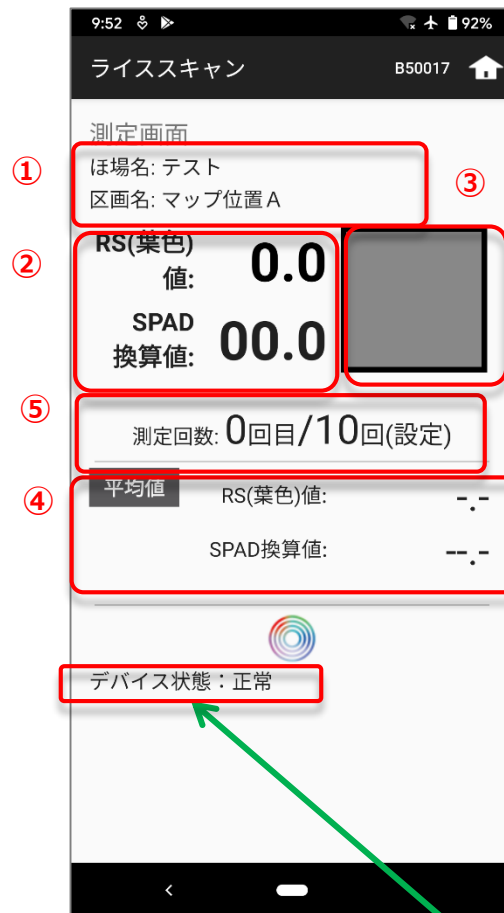 9:52 92%
ライススキャン B50017
測定画面
① ほ場名: テスト
区画名: マップ位置A
③
② RS(葉色)
値: 0.0
SPAD
換算値: 00.0
⑤ 測定回数: 0回目/10回(設定)
④ 平均値 RS(葉色)値: -.-
SPAD換算値: --.-
デバイス状態：正常